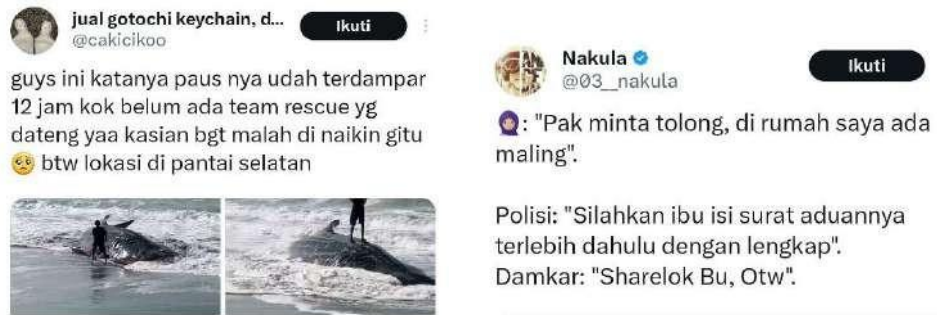 jual gotochi keychain, d...
@cakicikoo
Ikuti
guys ini katanya paus nya udah terdampar
12 jam kok belum ada team rescue yg
dateng yaa kasian bgt malah di naikin gitu
🥺 btw lokasi di pantai selatan
Nakula
@03__nakula
Ikuti
🧕: "Pak minta tolong, di rumah saya ada
maling".
Polisi: "Silahkan ibu isi surat aduannya
terlebih dahulu dengan lengkap".
Damkar: "Sharelok Bu, Otw".